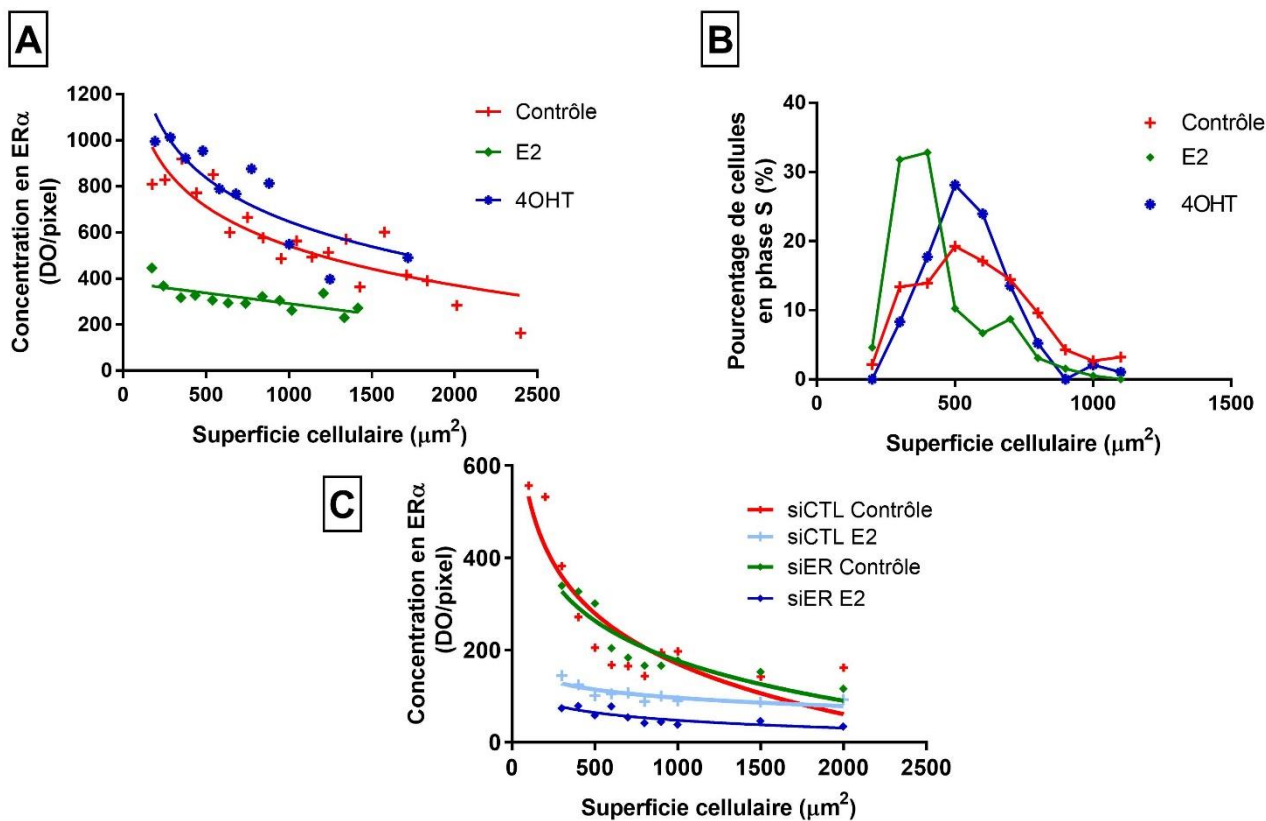 A
Concentration en ERα
(DO/pixel)
1200
1000
800
600
400
200
0
0 500 1000 1500 2000 2500
Superficie cellulaire (μm²)
Contrôle
E2
4OHT
B
Pourcentage de cellules
en phase S (%)
40
30
20
10
0
0 500 1000 1500
Superficie cellulaire (μm²)
Contrôle
E2
4OHT
C
Concentration en ERα
(DO/pixel)
600
400
200
0
0 500 1000 1500 2000 2500
Superficie cellulaire (μm²)
siCTL Contrôle
siCTL E2
siER Contrôle
siER E2